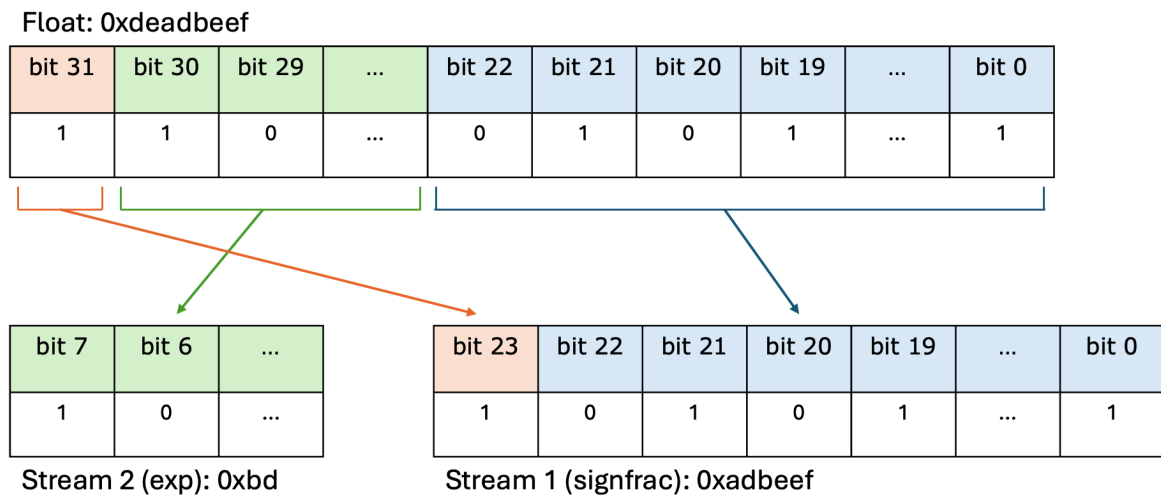 Float: 0xdeadbeef
bit 31 bit 30 bit 29 ... bit 22 bit 21 bit 20 bit 19 ... bit 0
1 1 0 ... 0 1 0 1 ... 1
bit 7 bit 6 ...
1 0 ...
Stream 2 (exp): 0xbd
bit 23 bit 22 bit 21 bit 20 bit 19 ... bit 0
1 0 1 0 1 ... 1
Stream 1 (signfrac): 0xadbeef